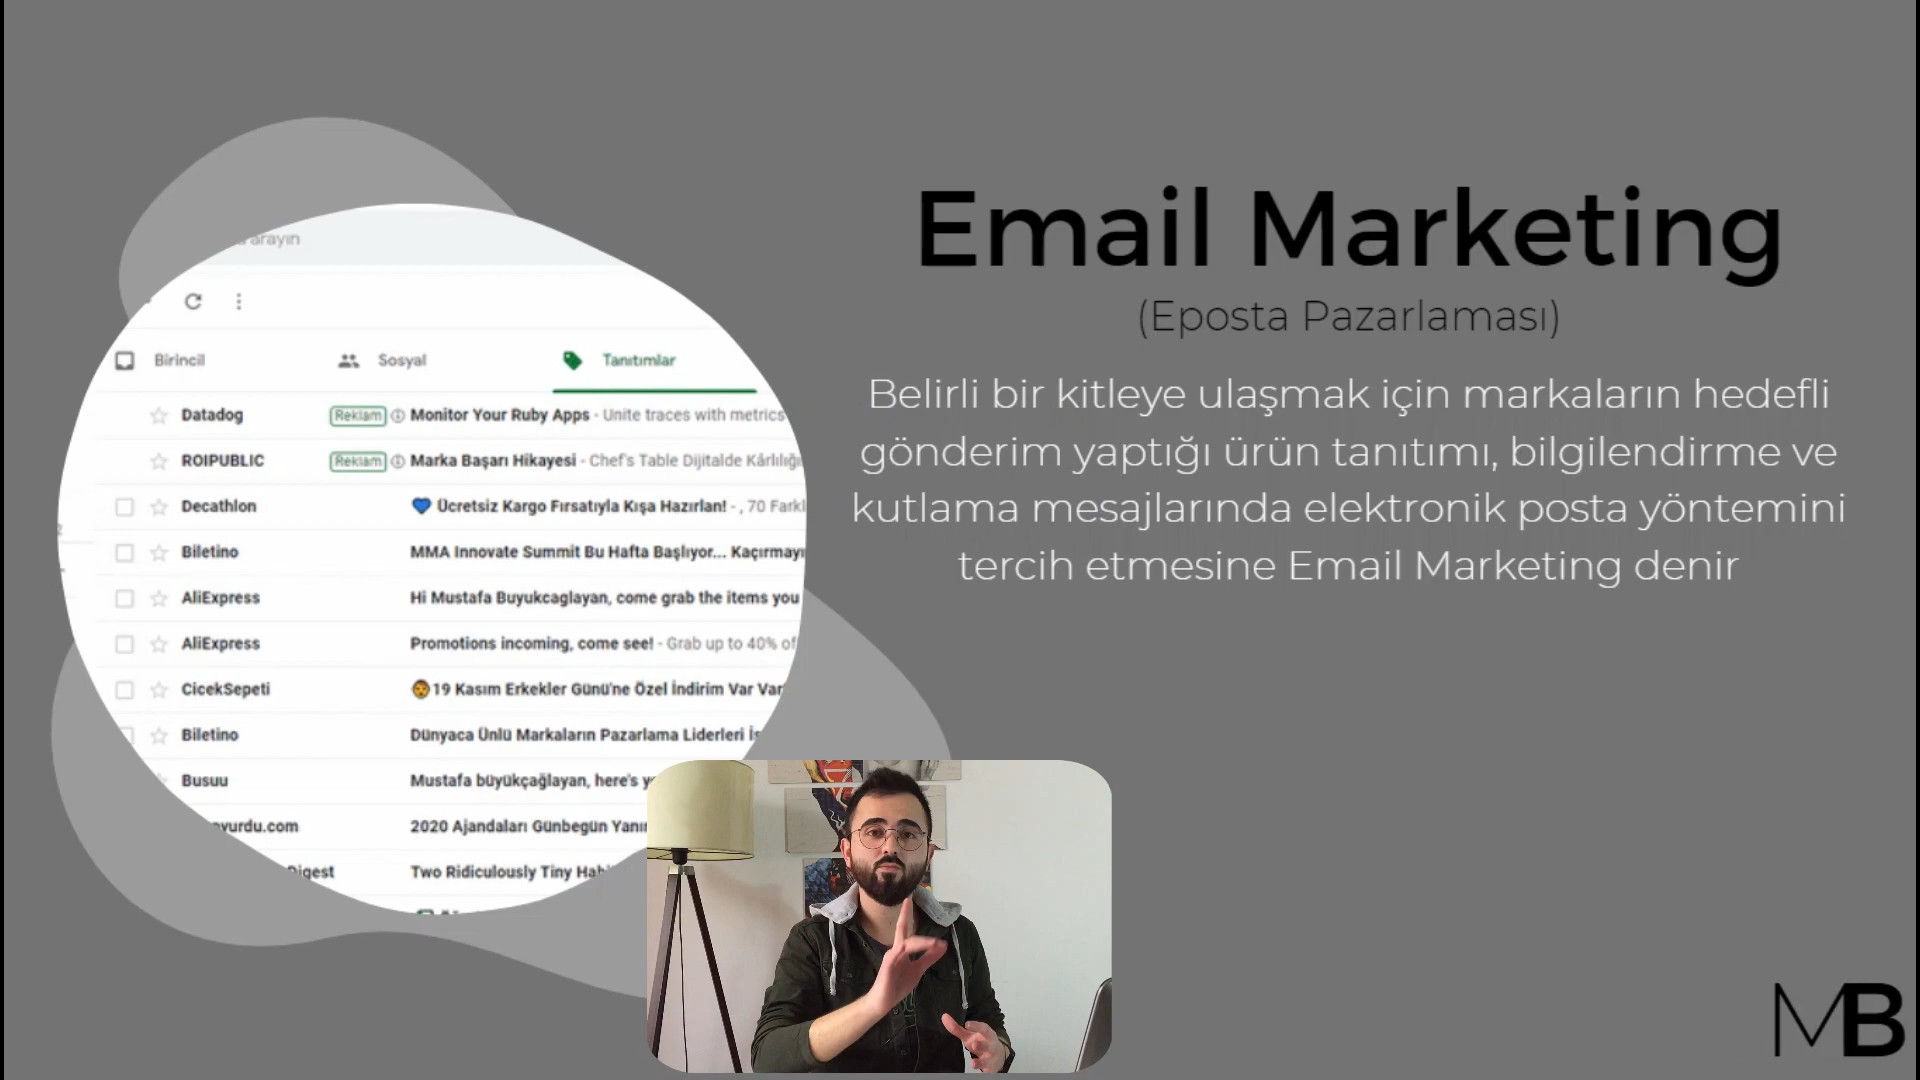 arayın
Birincil
Sosyal
Tanıtımlar
Datadog Reklam Monitor Your Ruby Apps - Unite traces with metrics
ROIPUBLIC Reklam Marka Başarı Hikayesi - Chef's Table Dijitalde
Decathlon 💙 Ücretsiz Kargo Fırsatıyla Kışa Hazırlan! - , 70
Biletino MMA Innovate Summit Bu Hafta Başlıyor...
AliExpress Hi Mustafa Buyukcaglayan, come grab the items you
AliExpress Promotions incoming, come see! - Grab up to 40%
CicekSepeti 19 Kasım Erkekler Günü'ne Özel İndirim Var
Biletino Dünyaca Ünlü Markaların Pazarlama Liderleri
Busuu Mustafa büyükçağlayan, here's
2020 Ajandaları Günbegün
Digest Two Ridiculously Tiny
Email Marketing
(Eposta Pazarlaması)
Belirli bir kitleye ulaşmak için markaların hedefli
gönderim yaptığı ürün tanıtımı, bilgilendirme ve
kutlama mesajlarında elektronik posta yöntemini
tercih etmesine Email Marketing denir
MB